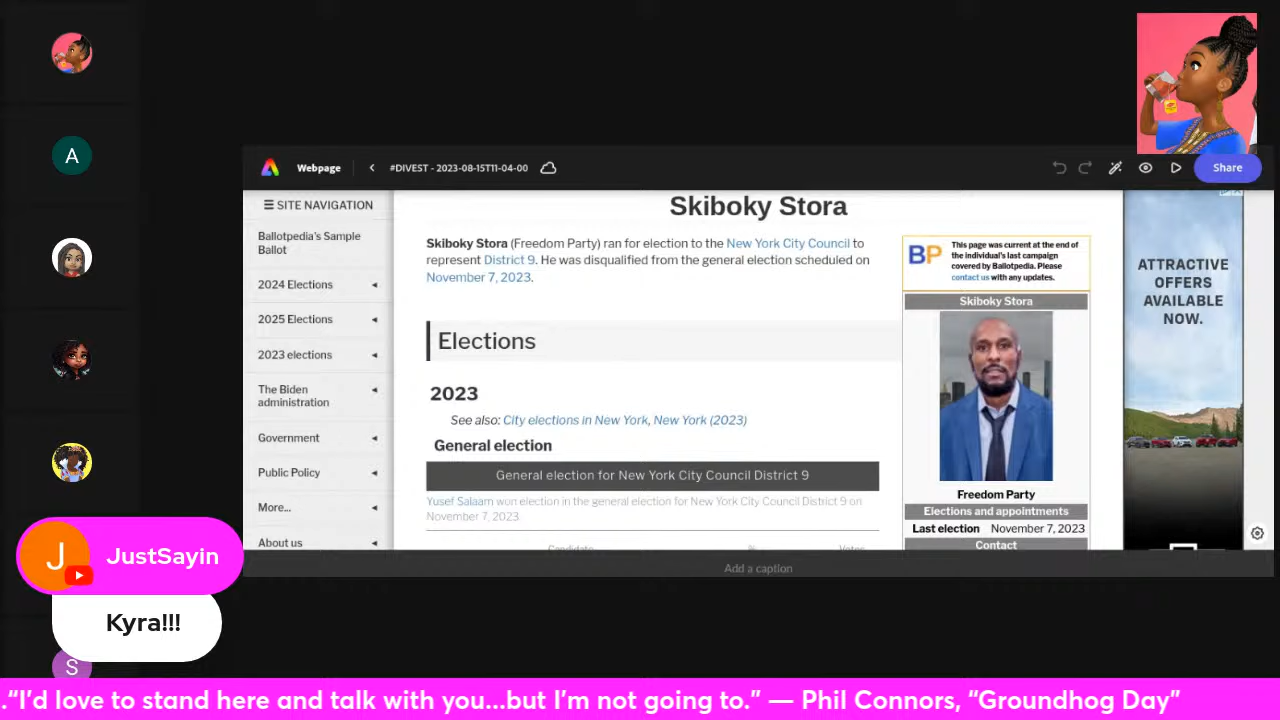 A
Webpage
#DIVEST - 2023-08-15T11-04-00
Share
SITE NAVIGATION
Ballotpedia's Sample
Ballot
2024 Elections
2025 Elections
2023 elections
The Biden
administration
Government
Public Policy
More...
About us
Skiboky Stora
Skiboky Stora (Freedom Party) ran for election to the New York City Council to
represent District 9. He was disqualified from the general election scheduled on
November 7, 2023.
Elections
2023
See also: City elections in New York, New York (2023)
General election
General election for New York City Council District 9
Yusef Salaam won election in the general election for New York City Council District 9 on
November 7, 2023.
Candidate % Votes
BP
This page was current at the end of
the individual's last campaign
covered by Ballotpedia. Please
contact us with any updates.
Skiboky Stora
Freedom Party
Elections and appointments
Last election November 7, 2023
Contact
ATTRACTIVE
OFFERS
AVAILABLE
NOW.
Add a caption
J JustSayin
Kyra!!!
S
."I'd love to stand here and talk with you...but I'm not going to." — Phil Connors, "Groundhog Day"